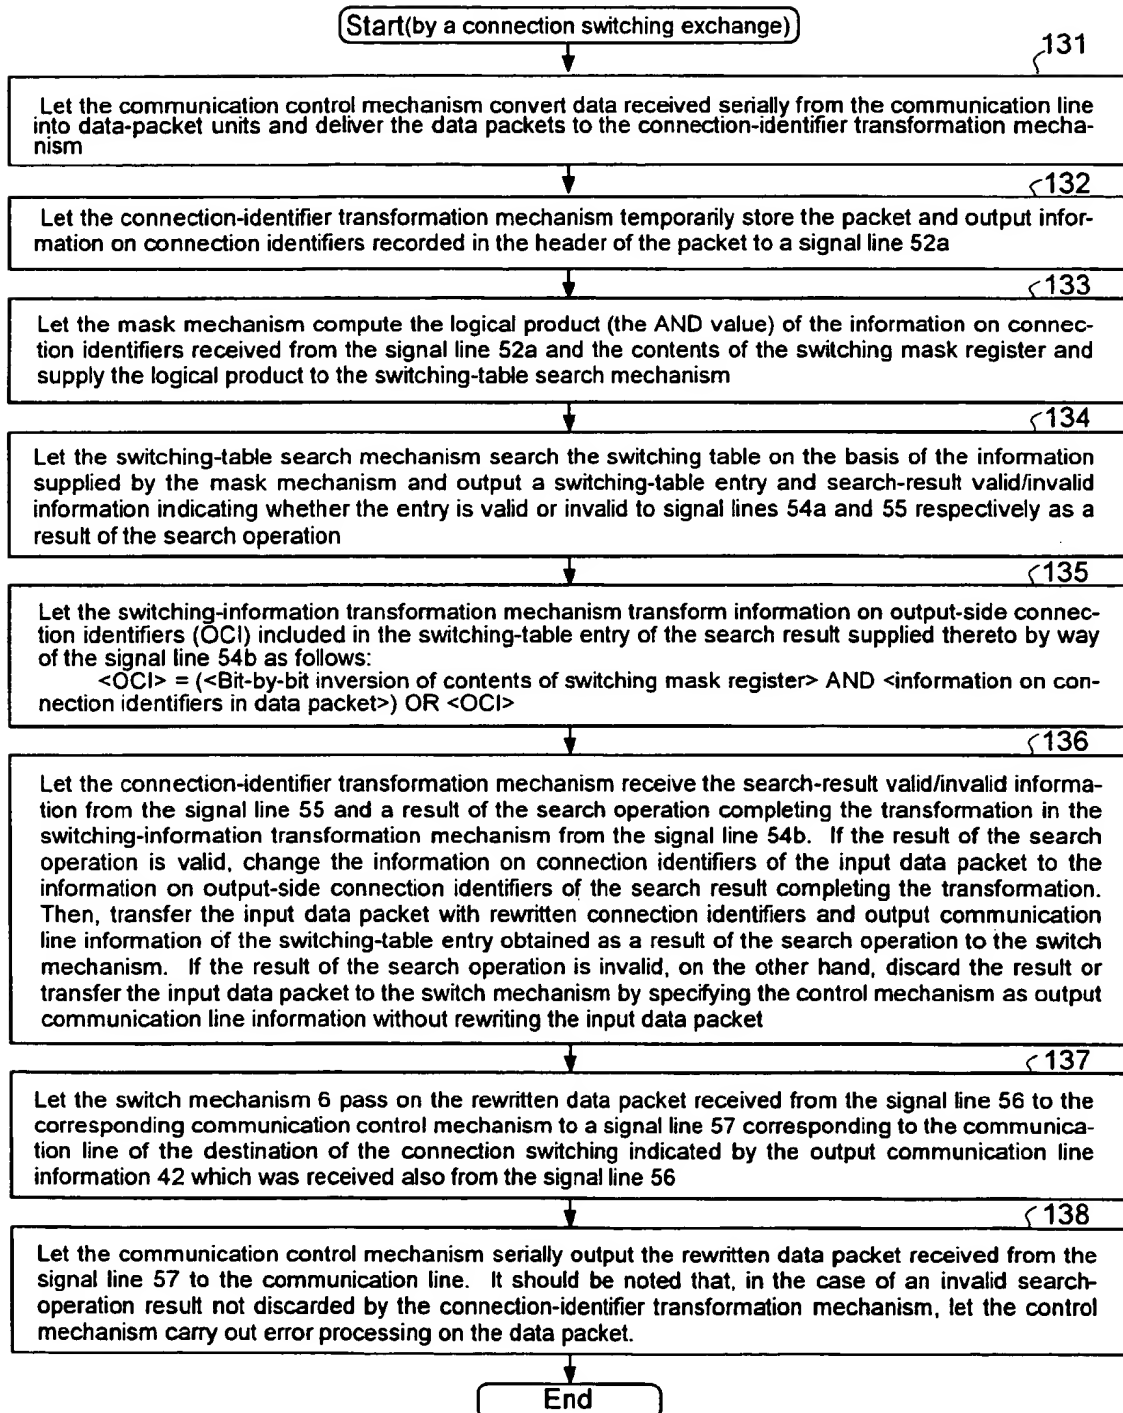 Start(by a connection switching exchange)
131
Let the communication control mechanism convert data received serially from the communication line
into data-packet units and deliver the data packets to the connection-identifier transformation mecha-
nism
132
Let the connection-identifier transformation mechanism temporarily store the packet and output infor-
mation on connection identifiers recorded in the header of the packet to a signal line 52a
133
Let the mask mechanism compute the logical product (the AND value) of the information on connec-
tion identifiers received from the signal line 52a and the contents of the switching mask register and
supply the logical product to the switching-table search mechanism
134
Let the switching-table search mechanism search the switching table on the basis of the information
supplied by the mask mechanism and output a switching-table entry and search-result valid/invalid
information indicating whether the entry is valid or invalid to signal lines 54a and 55 respectively as a
result of the search operation
135
Let the switching-information transformation mechanism transform information on output-side connec-
tion identifiers (OCI) included in the switching-table entry of the search result supplied thereto by way
of the signal line 54b as follows:
<OCI> = (<Bit-by-bit inversion of contents of switching mask register> AND <information on con-
nection identifiers in data packet>) OR <OCI>
136
Let the connection-identifier transformation mechanism receive the search-result valid/invalid informa-
tion from the signal line 55 and a result of the search operation completing the transformation in the
switching-information transformation mechanism from the signal line 54b. If the result of the search
operation is valid, change the information on connection identifiers of the input data packet to the
information on output-side connection identifiers of the search result completing the transformation.
Then, transfer the input data packet with rewritten connection identifiers and output communication
line information of the switching-table entry obtained as a result of the search operation to the switch
mechanism. If the result of the search operation is invalid, on the other hand, discard the result or
transfer the input data packet to the switch mechanism by specifying the control mechanism as output
communication line information without rewriting the input data packet
137
Let the switch mechanism 6 pass on the rewritten data packet received from the signal line 56 to the
corresponding communication control mechanism to a signal line 57 corresponding to the communica-
tion line of the destination of the connection switching indicated by the output communication line
information 42 which was received also from the signal line 56
138
Let the communication control mechanism serially output the rewritten data packet received from the
signal line 57 to the communication line. It should be noted that, in the case of an invalid search-
operation result not discarded by the connection-identifier transformation mechanism, let the control
mechanism carry out error processing on the data packet.
End